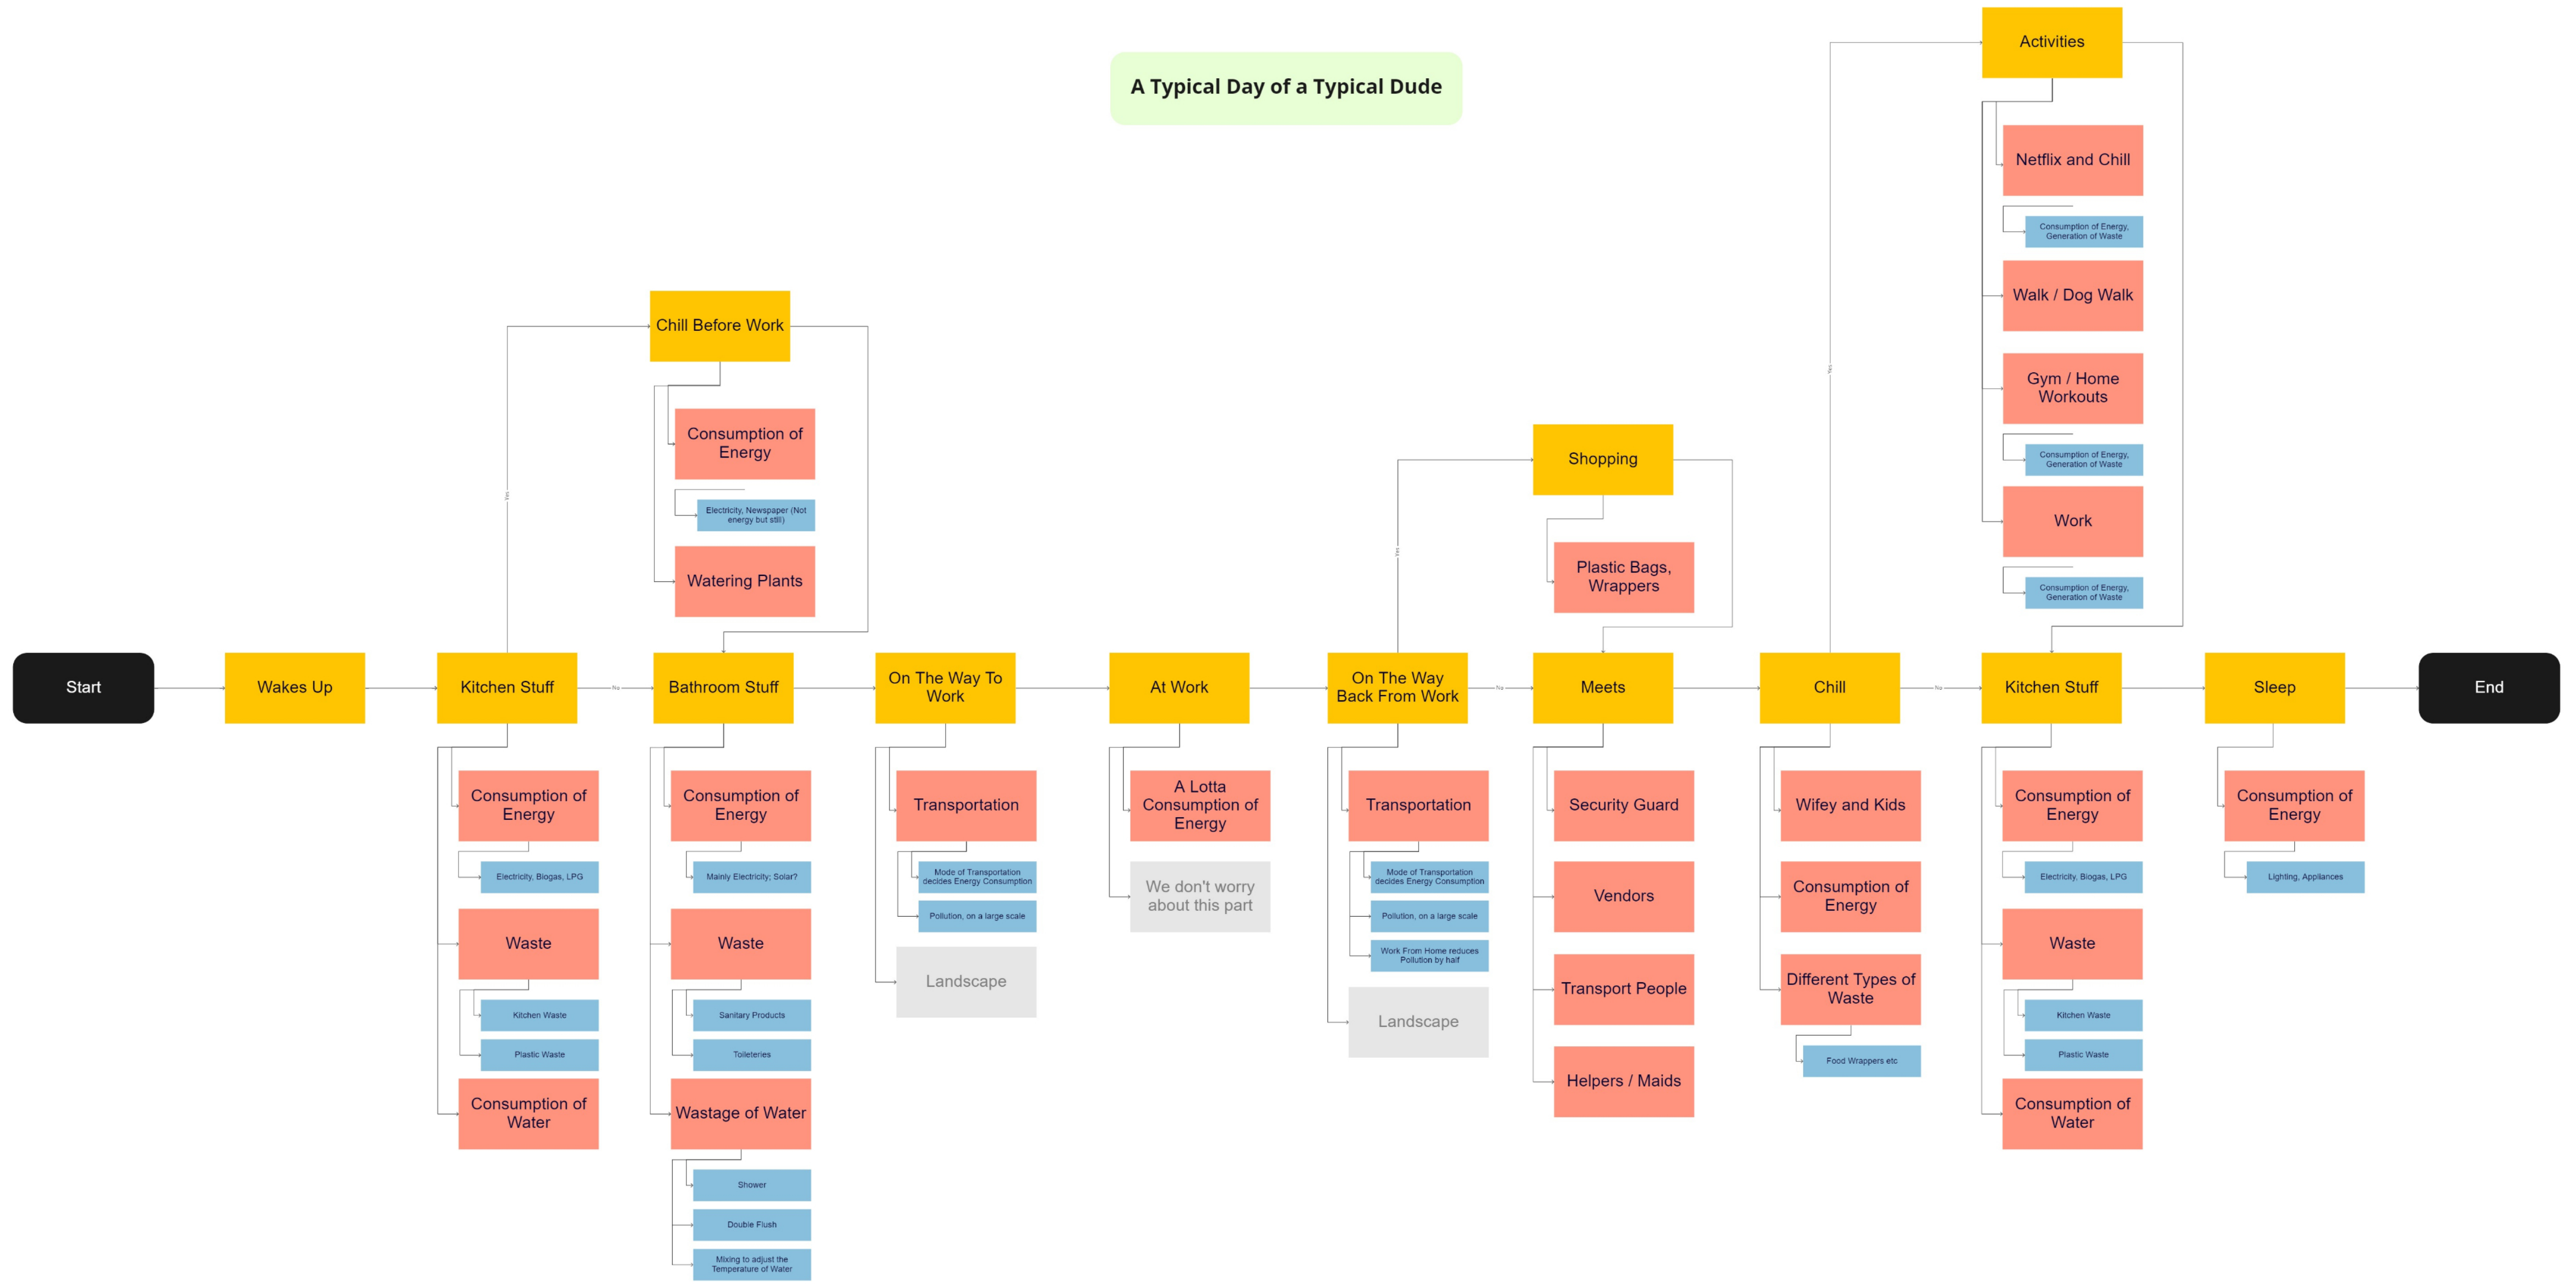 A Typical Day of a Typical Dude
Activities
Netflix and Chill
Consumption of Energy,
Generation of Waste
Walk / Dog Walk
Gym / Home
Workouts
Consumption of Energy,
Generation of Waste
Work
Consumption of Energy,
Generation of Waste
Yes
Chill Before Work
Consumption of
Energy
Electricity, Newspaper (Not
energy but still)
Watering Plants
Yes
Shopping
Plastic Bags,
Wrappers
Yes
Start
Wakes Up
Kitchen Stuff
No
Bathroom Stuff
On The Way To
Work
At Work
On The Way
Back From Work
No
Meets
Chill
No
Kitchen Stuff
Sleep
End
Consumption of
Energy
Electricity, Biogas, LPG
Waste
Kitchen Waste
Plastic Waste
Consumption of
Water
Consumption of
Energy
Mainly Electricity; Solar?
Waste
Sanitary Products
Toileteries
Wastage of Water
Shower
Double Flush
Mixing to adjust the
Temperature of Water
Transportation
Mode of Transportation
decides Energy Consumption
Pollution, on a large scale
Landscape
A Lotta
Consumption of
Energy
We don't worry
about this part
Transportation
Mode of Transportation
decides Energy Consumption
Pollution, on a large scale
Work From Home reduces
Pollution by half
Landscape
Security Guard
Vendors
Transport People
Helpers / Maids
Wifey and Kids
Consumption of
Energy
Different Types of
Waste
Food Wrappers etc
Consumption of
Energy
Electricity, Biogas, LPG
Waste
Kitchen Waste
Plastic Waste
Consumption of
Water
Consumption of
Energy
Lighting, Appliances